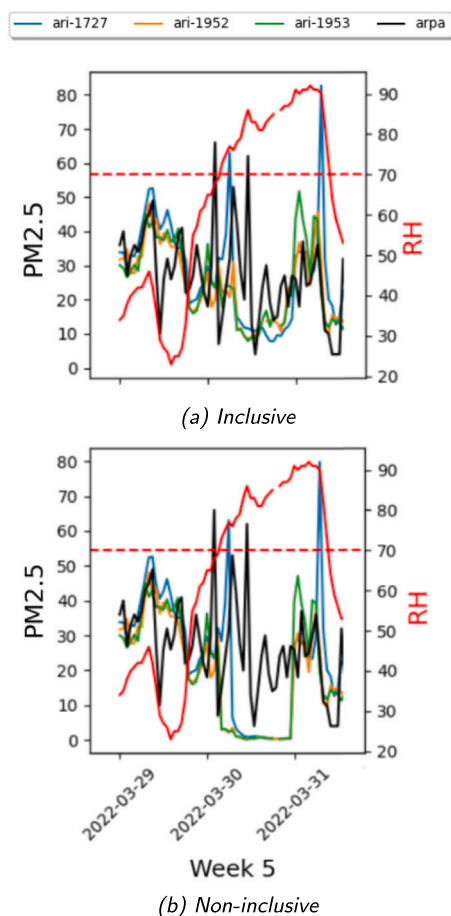 ari-1727 ari-1952 ari-1953 arpa
80 90
70 80
60 70
50 60
40 50
30 40
20 30
10 20
0
PM2.5
RH
(a) Inclusive
80 90
70 80
60 70
50 60
40 50
30 40
20 30
10 20
0
PM2.5
RH
2022-03-29 2022-03-30 2022-03-31
Week 5
(b) Non-inclusive